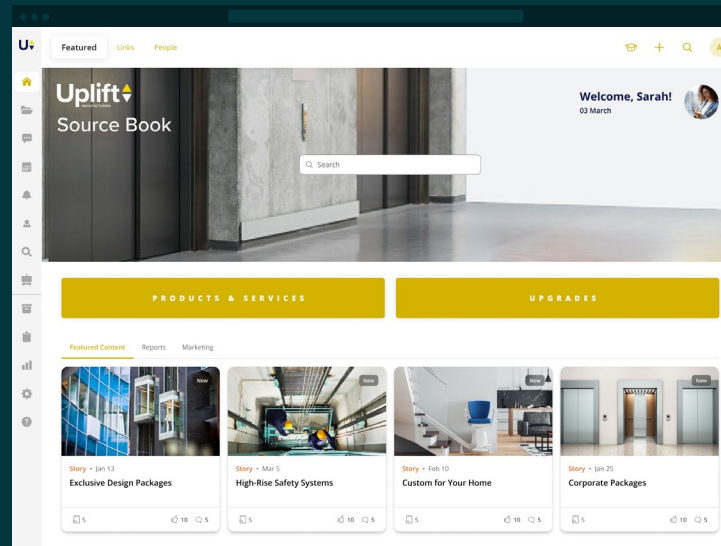 U
Featured Links People
A
Uplift
MANUFACTURING
Source Book
Welcome, Sarah!
03 March
Search
PRODUCTS & SERVICES
UPGRADES
Featured Content Reports Marketing
New
New
New
New
Story • Jan 13
Exclusive Design Packages
5 10 5
Story • Mar 5
High-Rise Safety Systems
5 10 5
Story • Feb 10
Custom for Your Home
5 10 5
Story • Jan 25
Corporate Packages
5 10 5